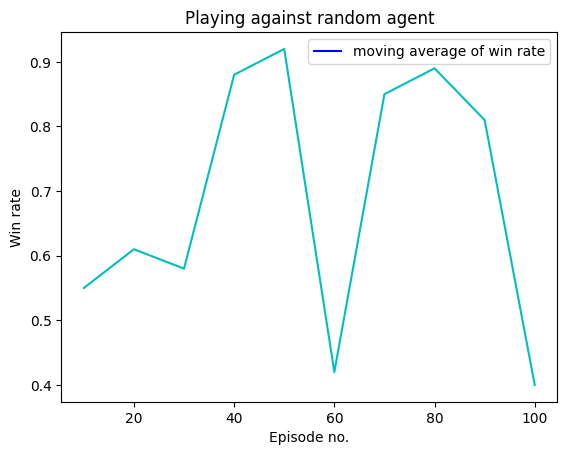 Playing against random agent
moving average of win rate
Win rate
0.9
0.8
0.7
0.6
0.5
0.4
20 40 60 80 100
Episode no.